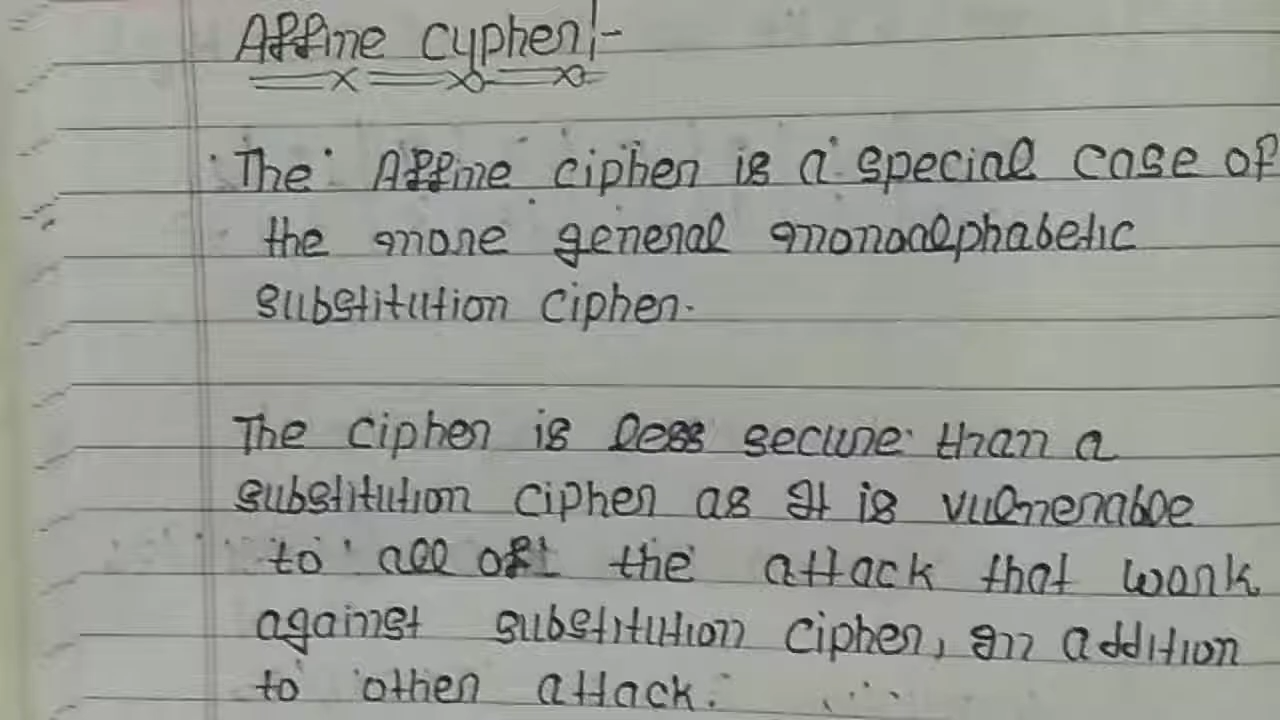 Affine cypher:-
The Affine cipher is a special case of
the more general monoalphabetic
substitution cipher.
The cipher is less secure than a
substitution cipher as It is vulnerable
to all of the attack that work
against substitution cipher, In addition
to other attack.